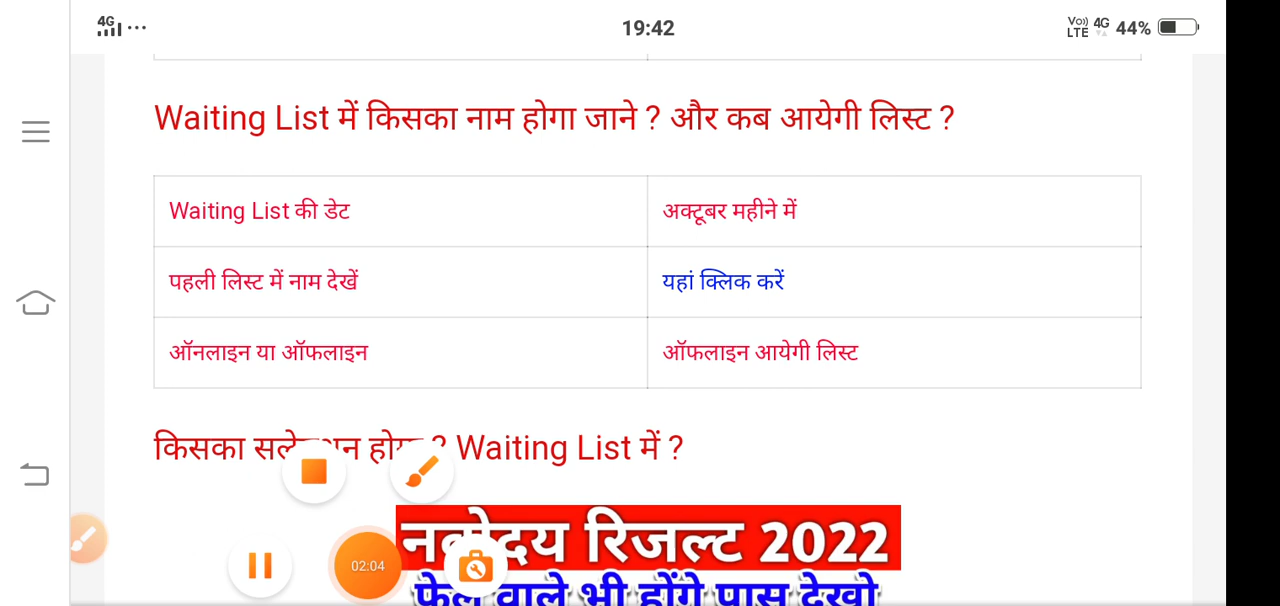 4G ... 19:42 Vo)) LTE 4G 44%
Waiting List में किसका नाम होगा जाने ? और कब आयेगी लिस्ट ?
Waiting List की डेट अक्टूबर महीने में
पहली लिस्ट में नाम देखें यहां क्लिक करें
ऑनलाइन या ऑफलाइन ऑफलाइन आयेगी लिस्ट
किसका ? Waiting List में ?
02:04
रिजल्ट 2022
वाले भी होंगे पास देखो